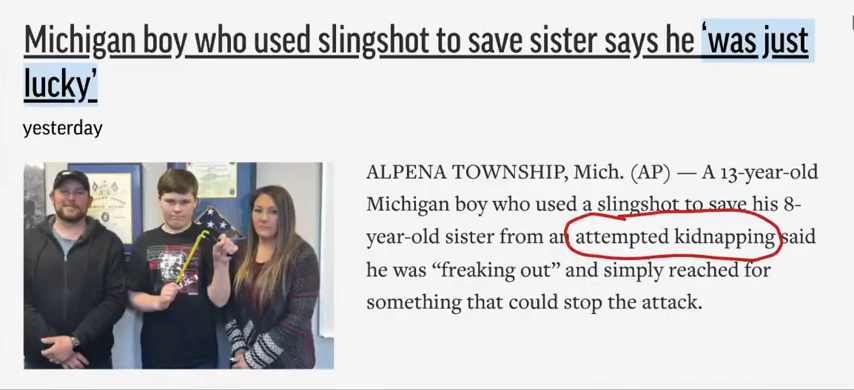 Michigan boy who used slingshot to save sister says he ‘was just
lucky’
yesterday
ALPENA TOWNSHIP, Mich. (AP) — A 13-year-old
Michigan boy who used a slingshot to save his 8-
year-old sister from an attempted kidnapping said
he was “freaking out” and simply reached for
something that could stop the attack.